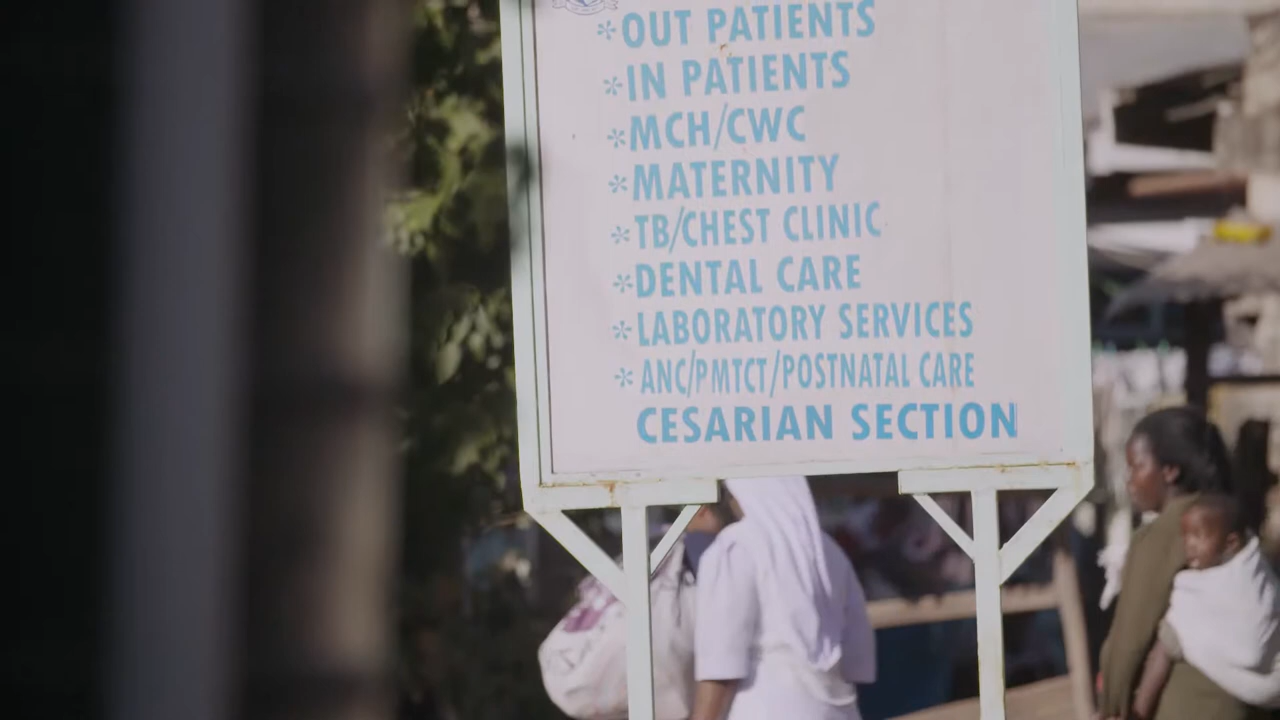 *OUT PATIENTS
*IN PATIENTS
*MCH/CWC
*MATERNITY
*TB/CHEST CLINIC
*DENTAL CARE
*LABORATORY SERVICES
*ANC/PMTCT/POSTNATAL CARE
CESARIAN SECTION